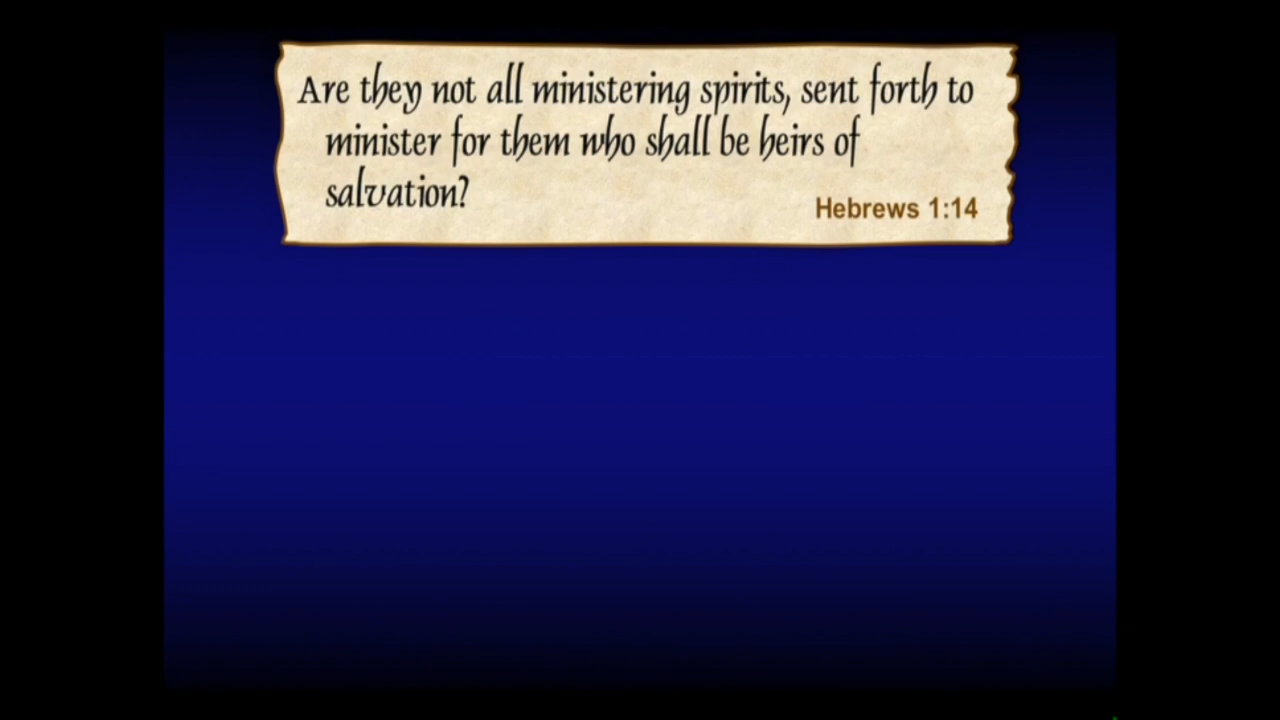 Are they not all ministering spirits, sent forth to
minister for them who shall be heirs of
salvation?
Hebrews 1:14